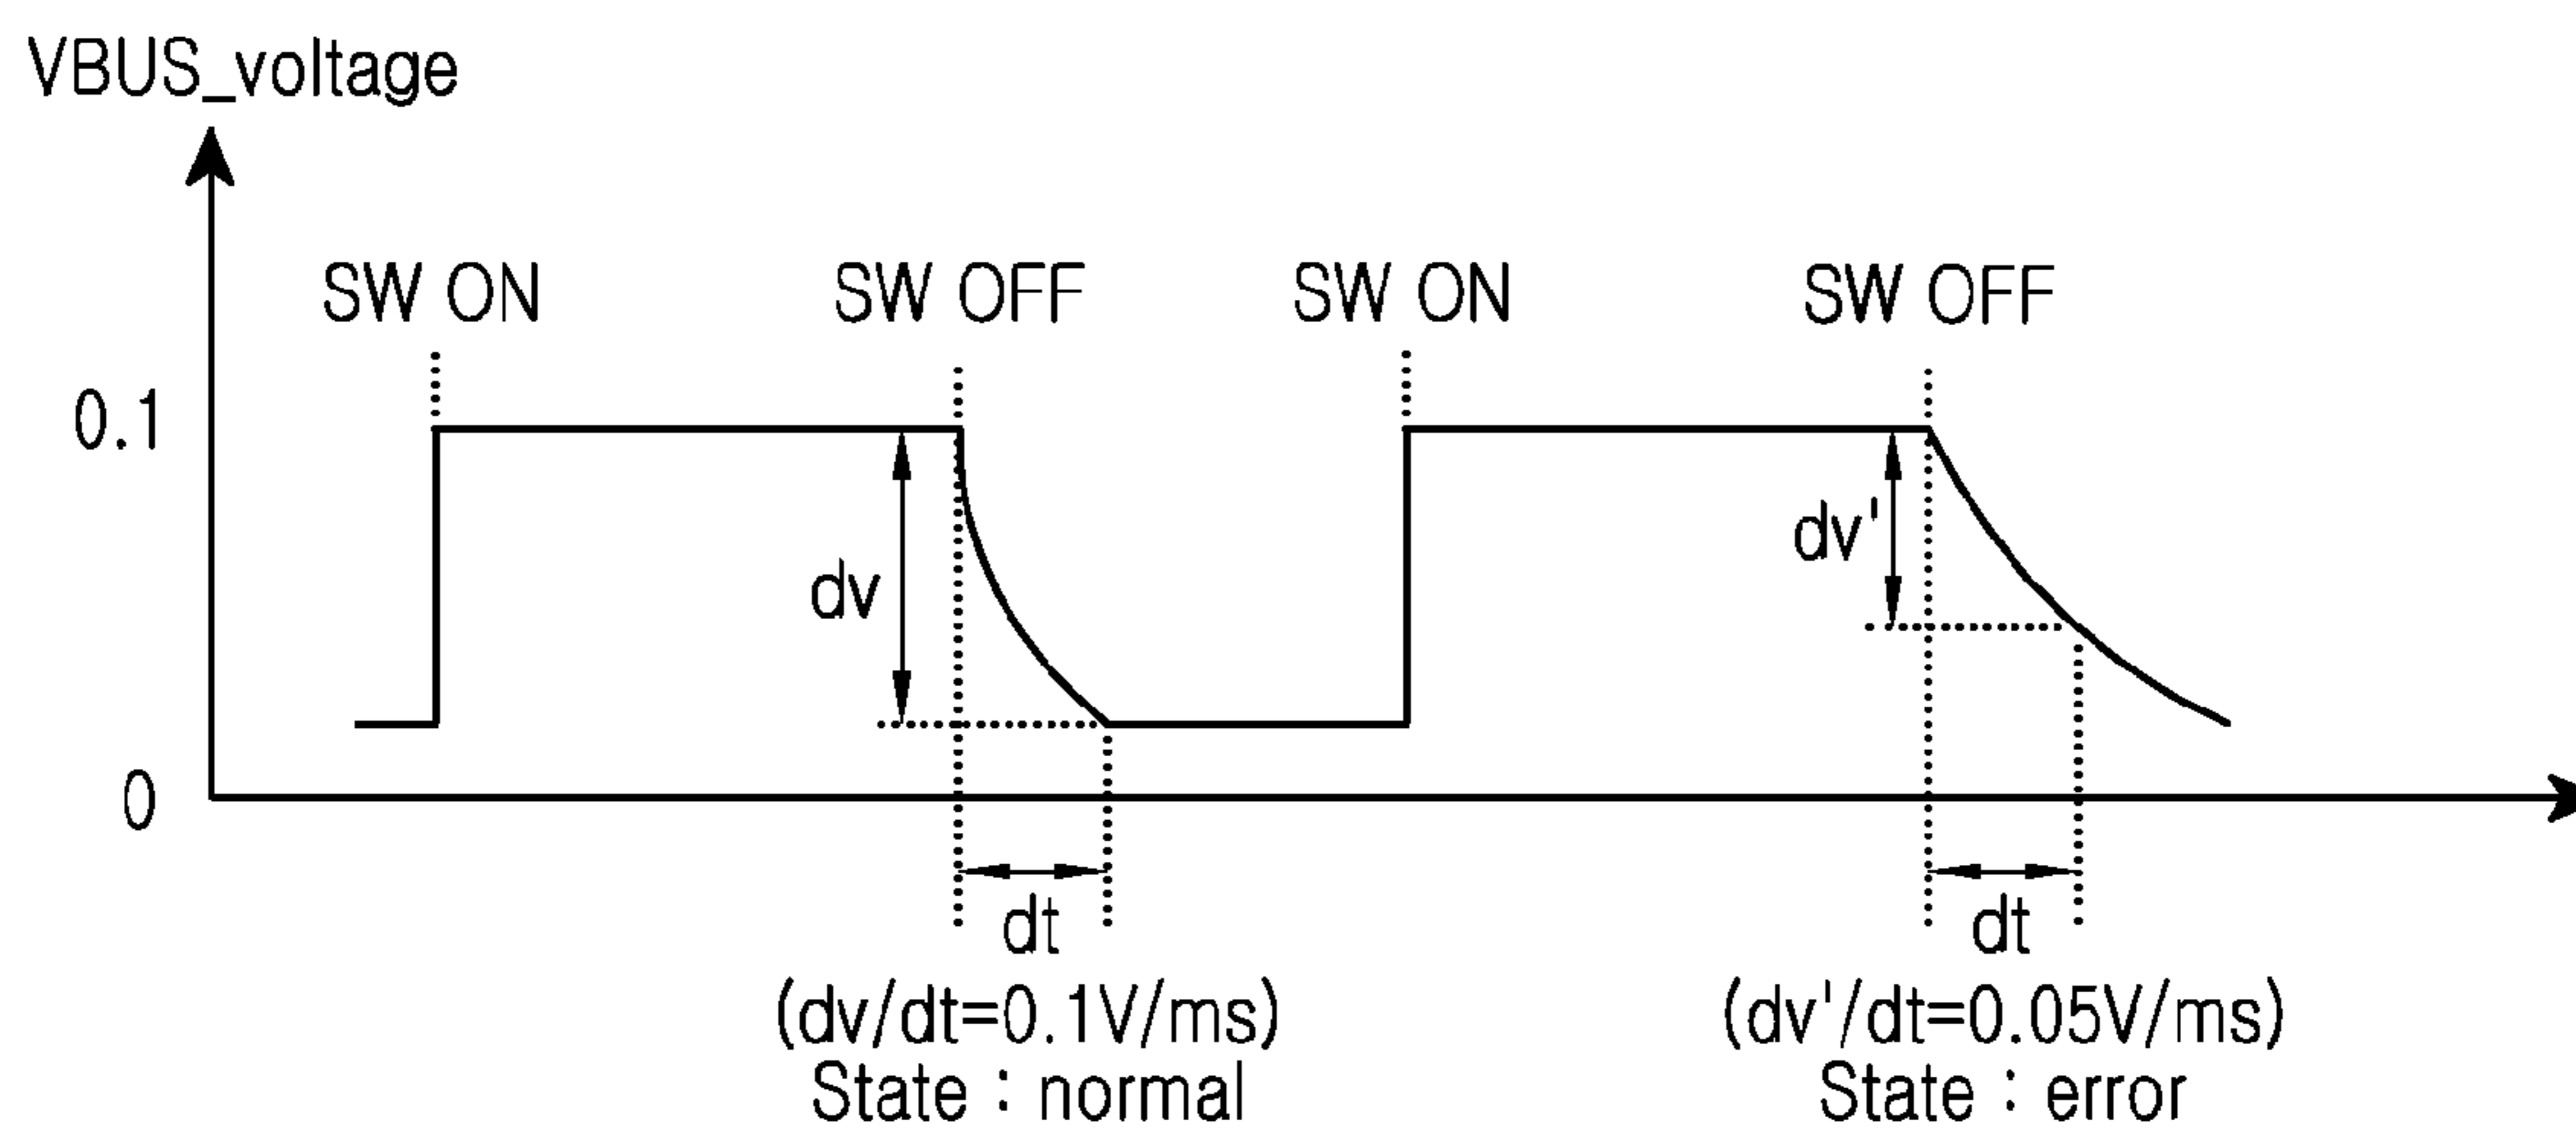 VBUS_voltage
SW ON
SW OFF
SW ON
SW OFF
0.1
dv
dv'
0
dt
dt
(dv/dt=0.1V/ms)
(dv'/dt=0.05V/ms)
State : normal
State : error